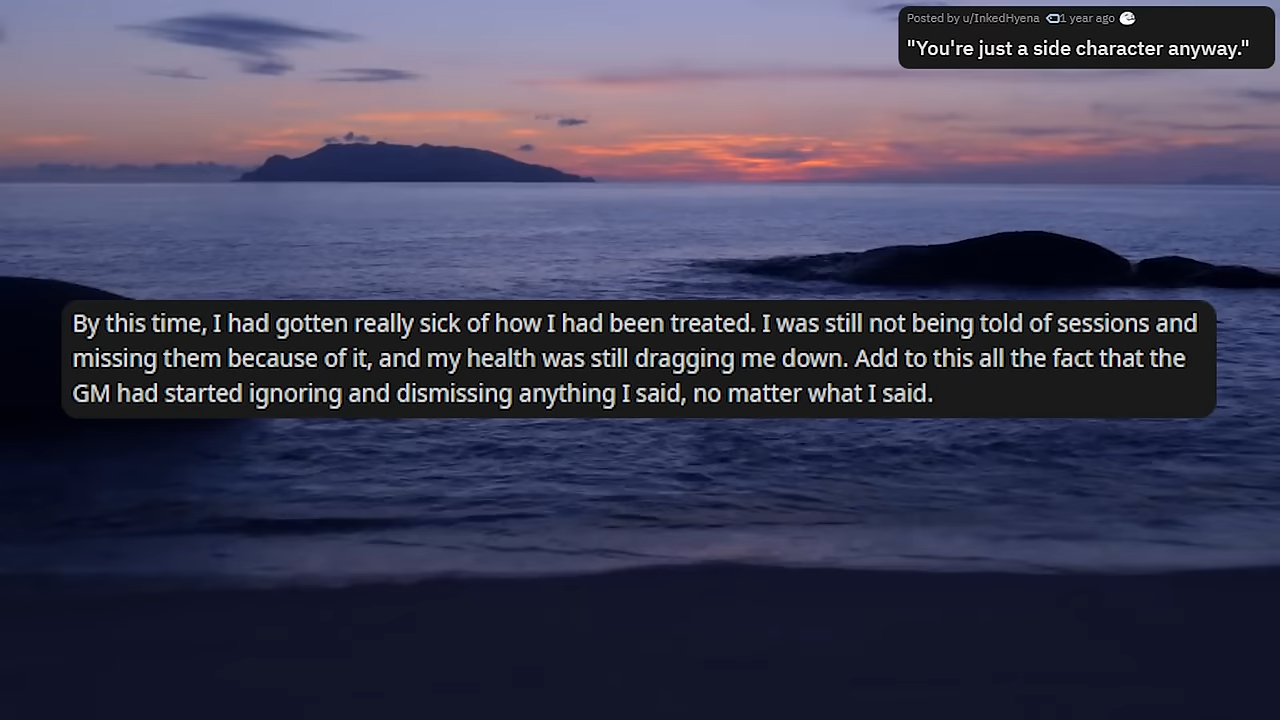 Posted by u/InkedHyena 1 year ago
"You're just a side character anyway."
By this time, I had gotten really sick of how I had been treated. I was still not being told of sessions and
missing them because of it, and my health was still dragging me down. Add to this all the fact that the
GM had started ignoring and dismissing anything I said, no matter what I said.